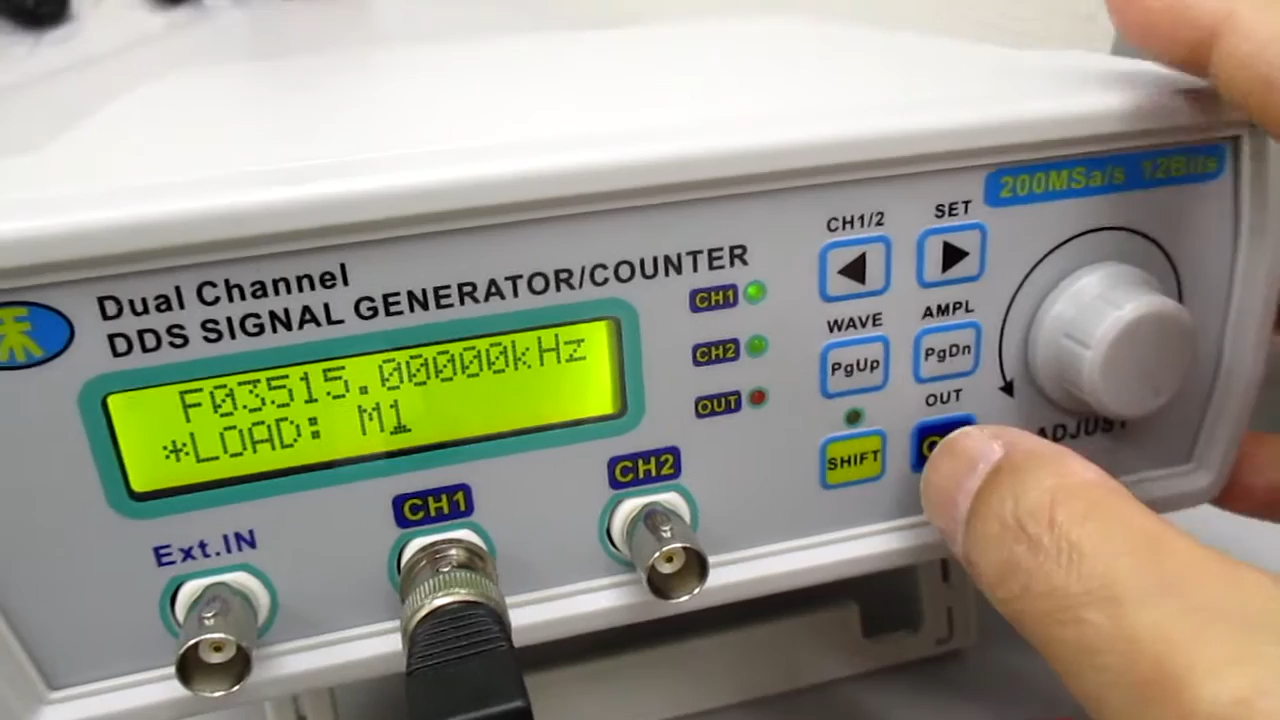 200MSa/s 12Bits
CH1/2
SET
Dual Channel
DDS SIGNAL GENERATOR/COUNTER
CH1
WAVE
AMPL
F03515.00000kHz
*LOAD: M1
CH2
PgUp
PgDn
OUT
OUT
ADJUST
SHIFT
CH1
CH2
Ext.IN